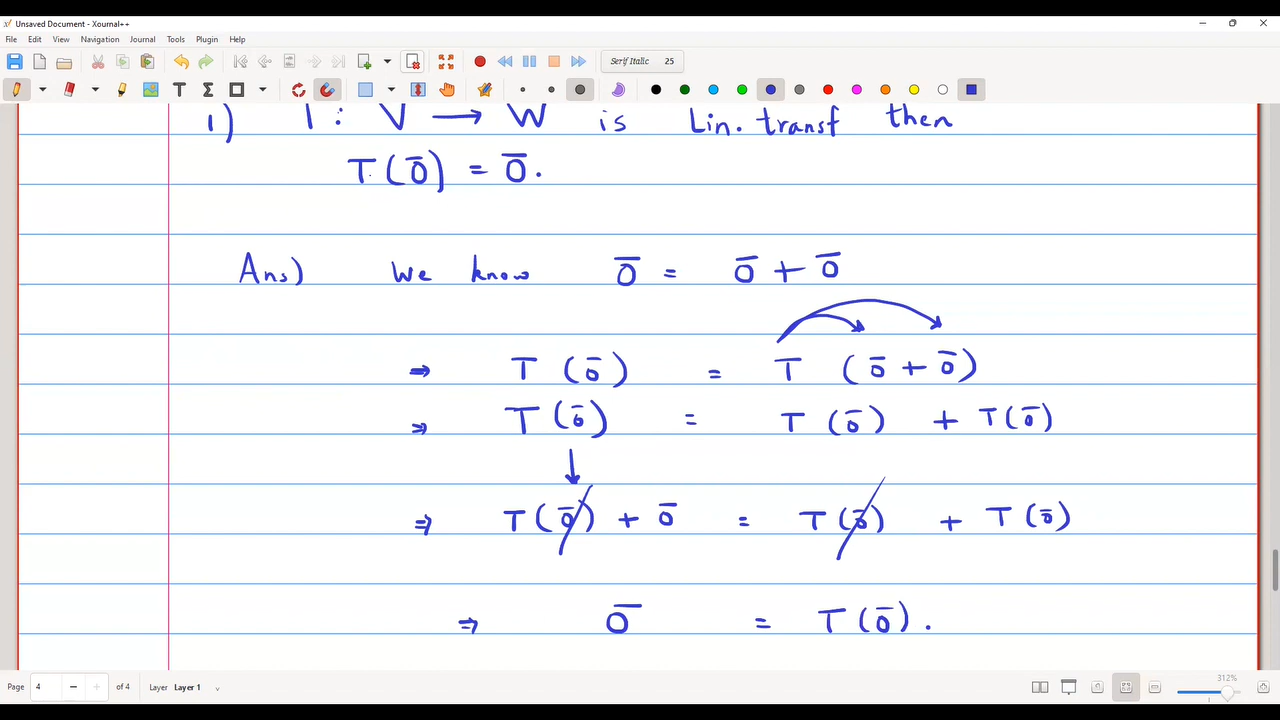 Unsaved Document - Xournal++
File Edit View Navigation Journal Tools Plugin Help
Serif Italic 25
1) T : V → W is Lin. transf then
T(0̄) = 0̄.
Ans) We know 0̄ = 0̄ + 0̄
⇒ T(0̄) = T(0̄ + 0̄)
⇒ T(0̄) = T(0̄) + T(0̄)
⇒ T(0̄) + 0̄ = T(0̄) + T(0̄)
⇒ 0̄ = T(0̄).
Page 4 of 4 Layer Layer 1 312%